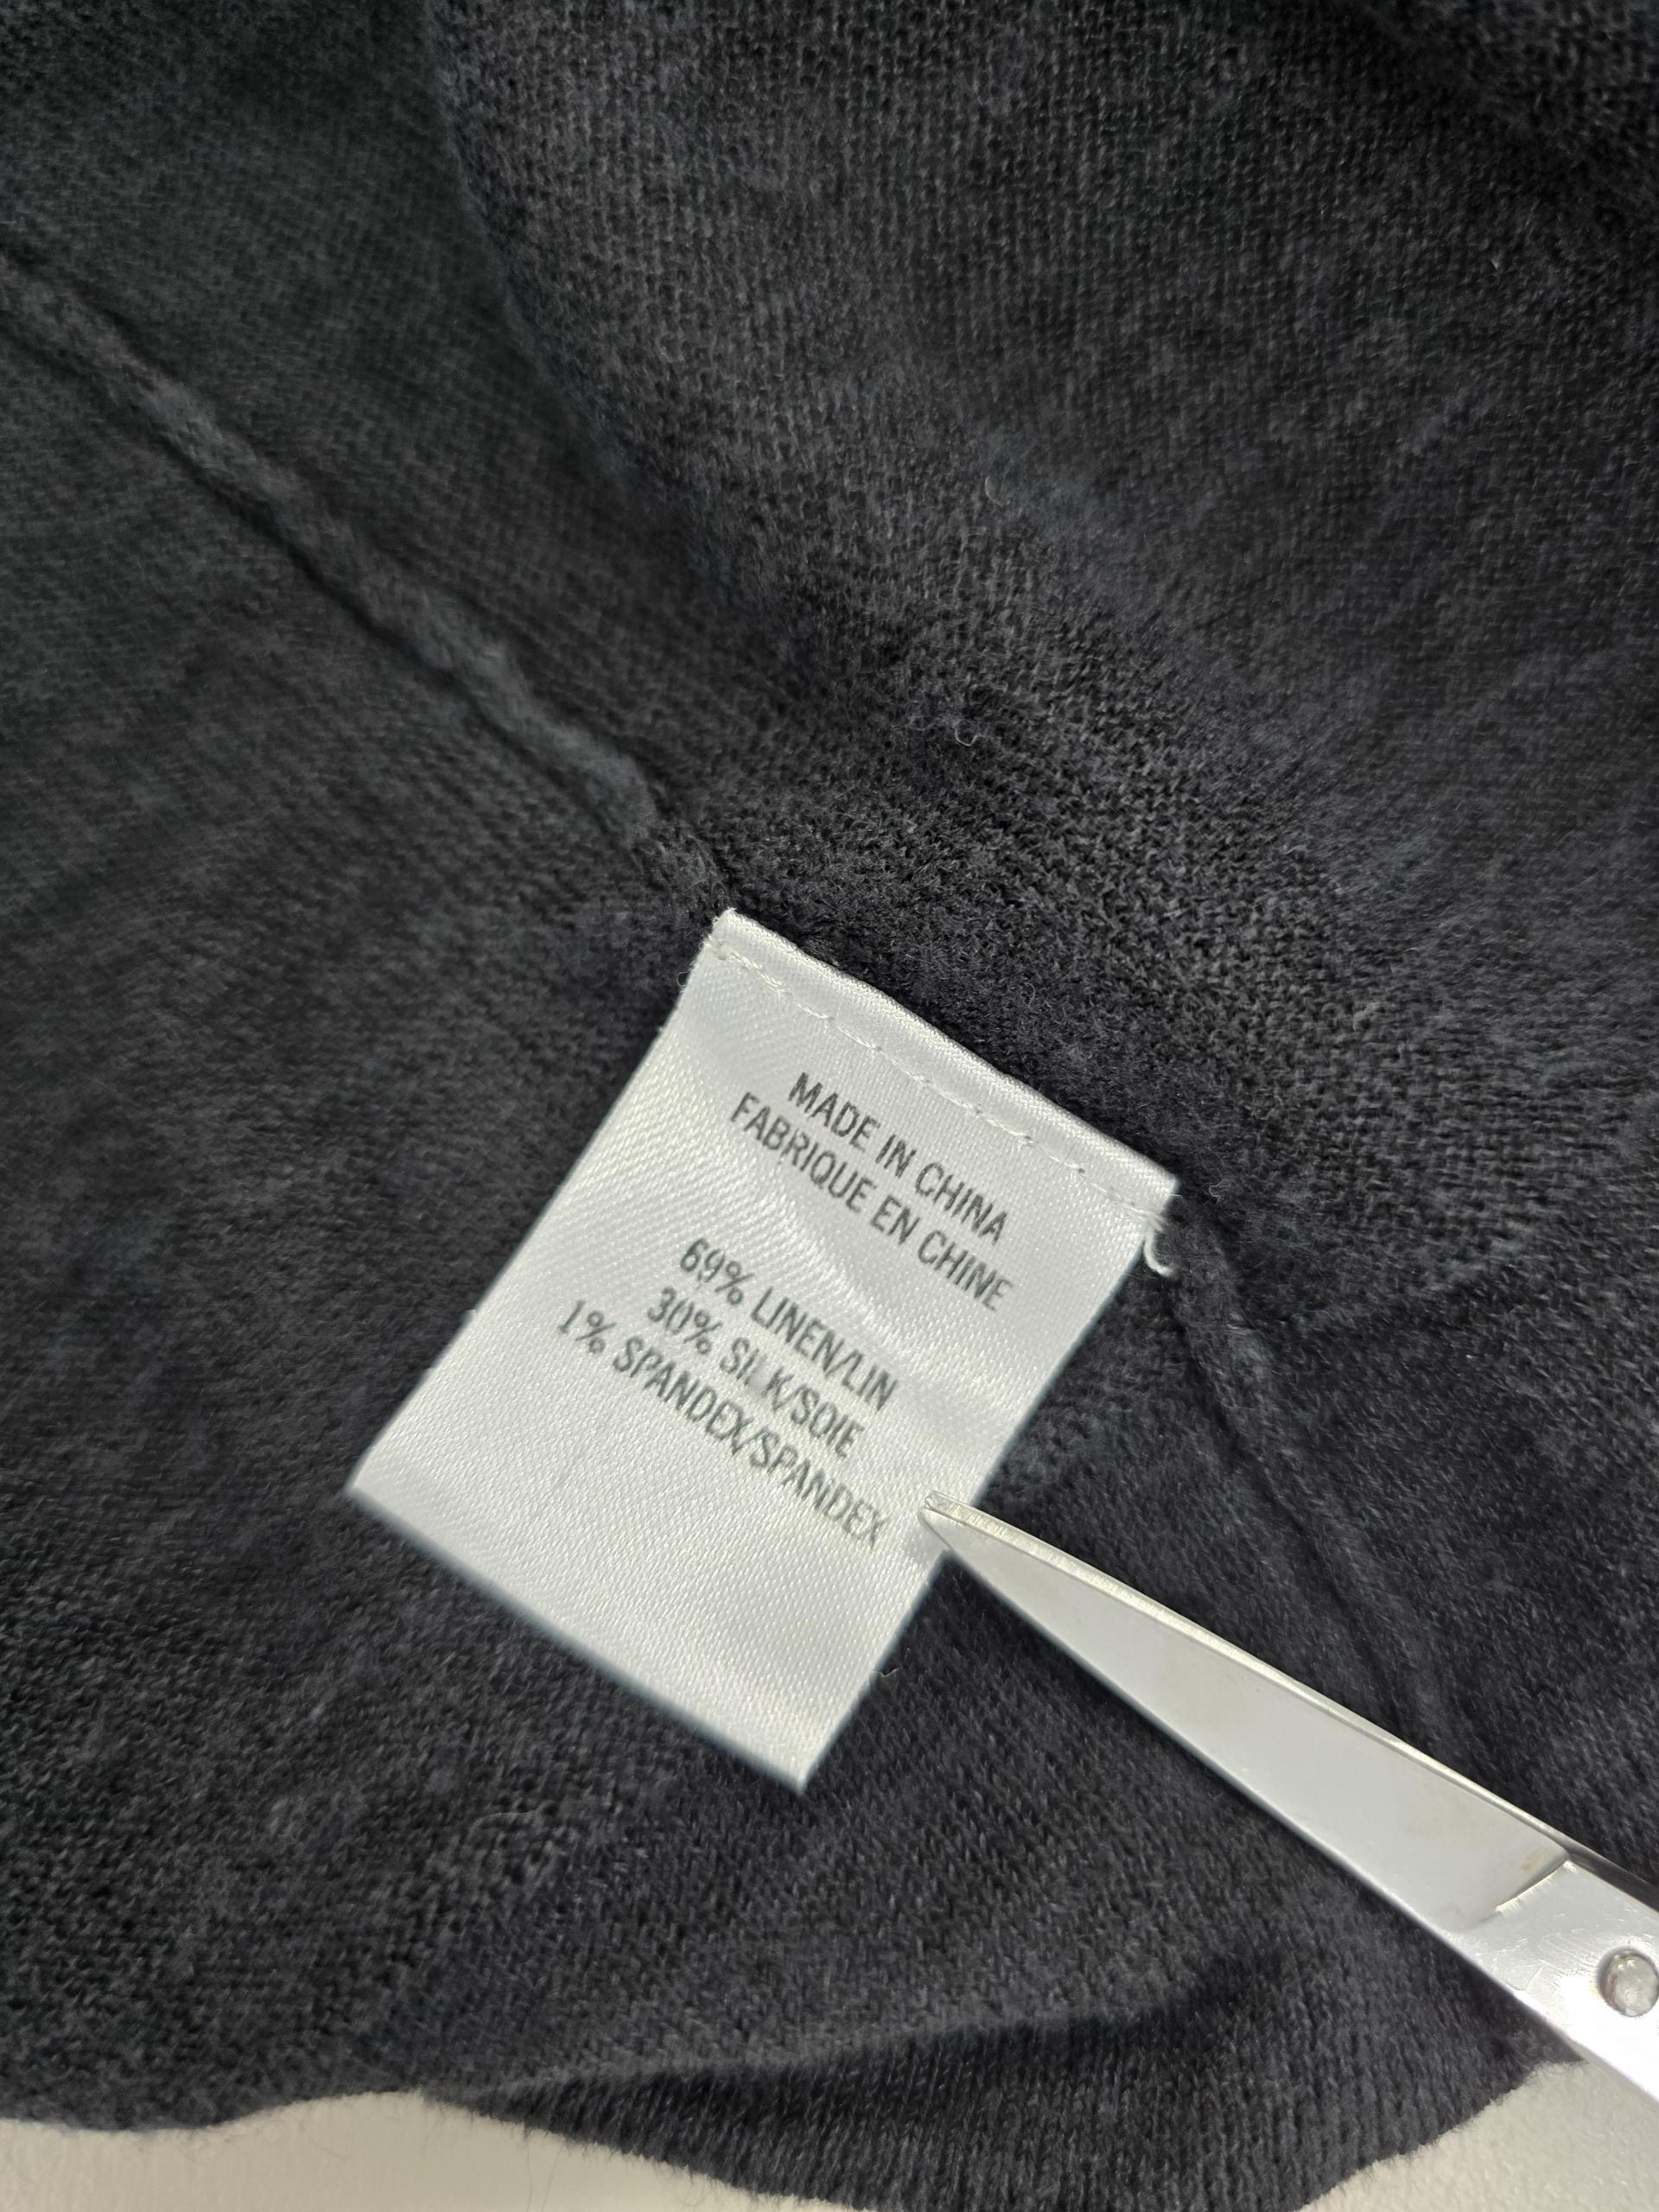 MADE IN CHINA
FABRIQUE EN CHINE
69% LINEN/LIN
30% SILK/SOIE
1% SPANDEX/SPANDEX